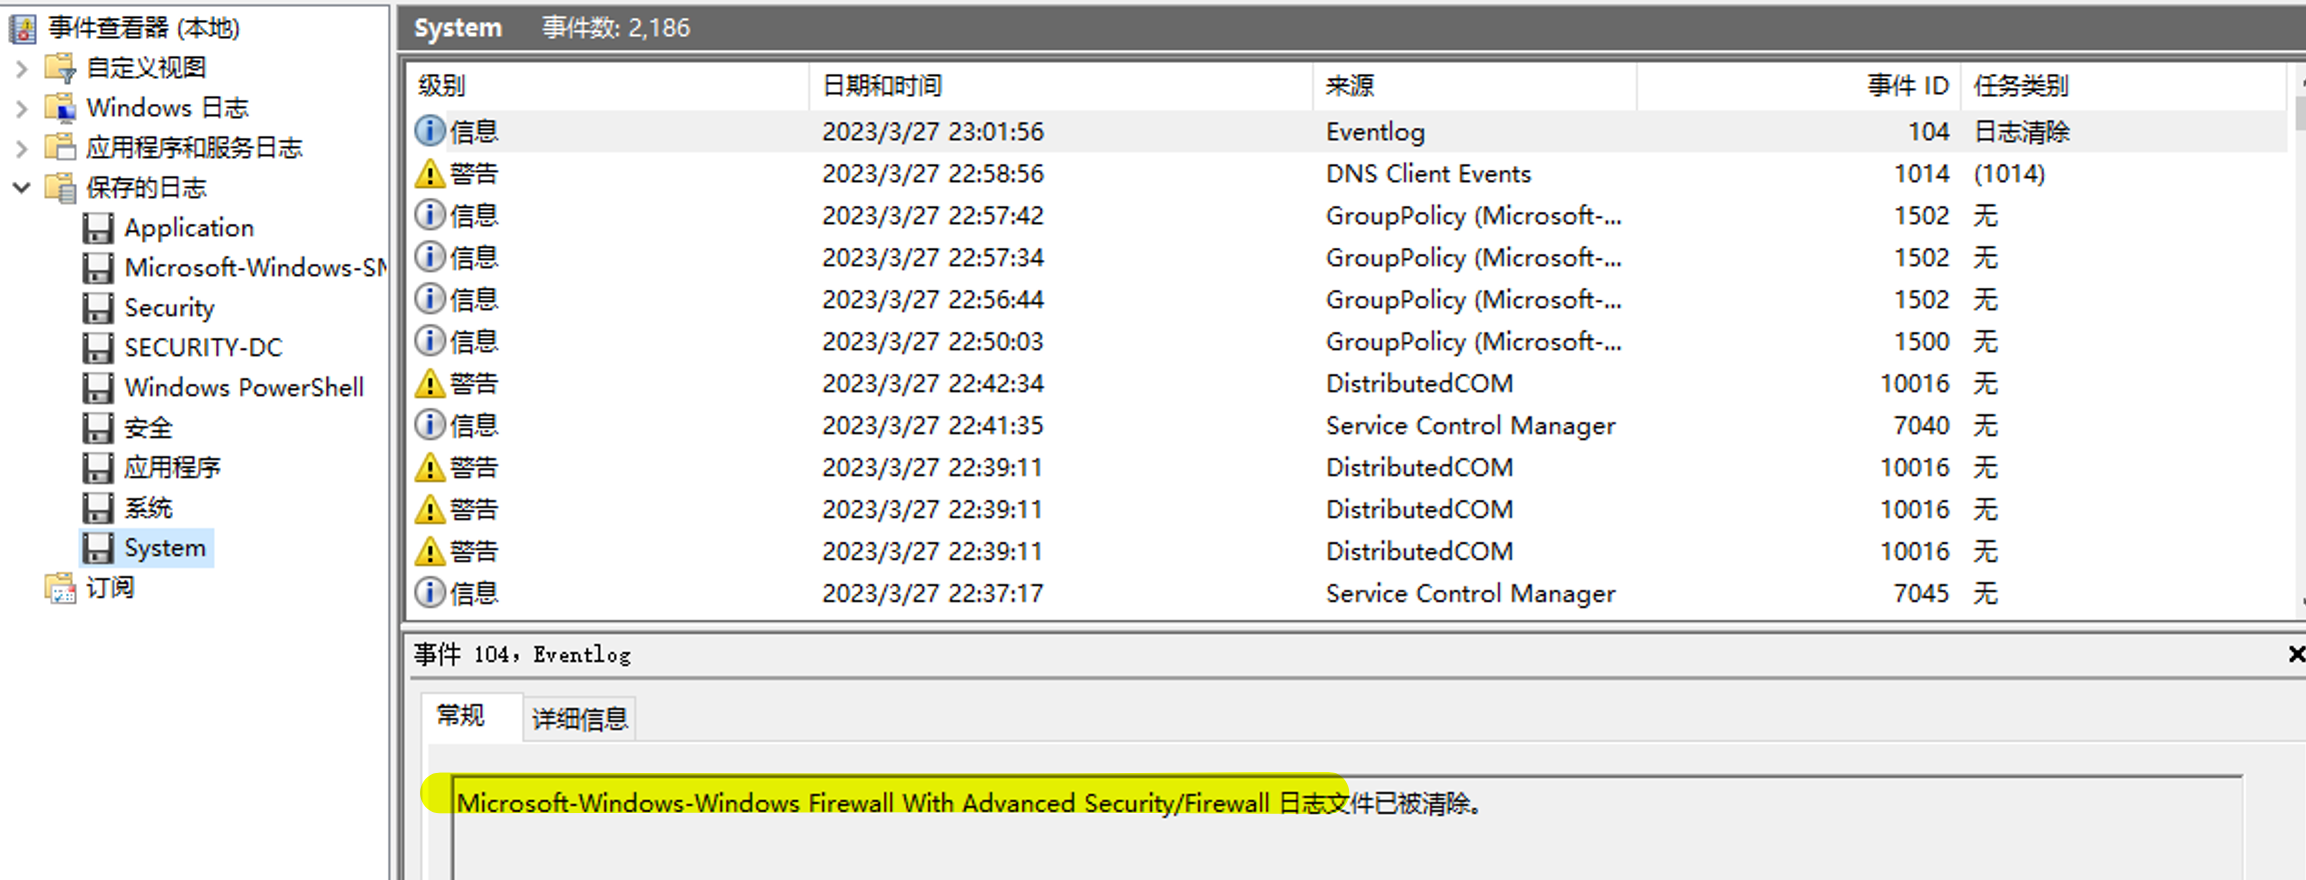 事件查看器 (本地)
自定义视图
Windows 日志
应用程序和服务日志
保存的日志
Application
Microsoft-Windows-SM
Security
SECURITY-DC
Windows PowerShell
安全
应用程序
系统
System
订阅
System 事件数: 2,186
级别 日期和时间 来源 事件 ID 任务类别
信息 2023/3/27 23:01:56 Eventlog 104 日志清除
警告 2023/3/27 22:58:56 DNS Client Events 1014 (1014)
信息 2023/3/27 22:57:42 GroupPolicy (Microsoft-... 1502 无
信息 2023/3/27 22:57:34 GroupPolicy (Microsoft-... 1502 无
信息 2023/3/27 22:56:44 GroupPolicy (Microsoft-... 1502 无
信息 2023/3/27 22:50:03 GroupPolicy (Microsoft-... 1500 无
警告 2023/3/27 22:42:34 DistributedCOM 10016 无
信息 2023/3/27 22:41:35 Service Control Manager 7040 无
警告 2023/3/27 22:39:11 DistributedCOM 10016 无
警告 2023/3/27 22:39:11 DistributedCOM 10016 无
警告 2023/3/27 22:39:11 DistributedCOM 10016 无
信息 2023/3/27 22:37:17 Service Control Manager 7045 无
事件 104，Eventlog
常规 详细信息
Microsoft-Windows-Windows Firewall With Advanced Security/Firewall 日志文件已被清除。